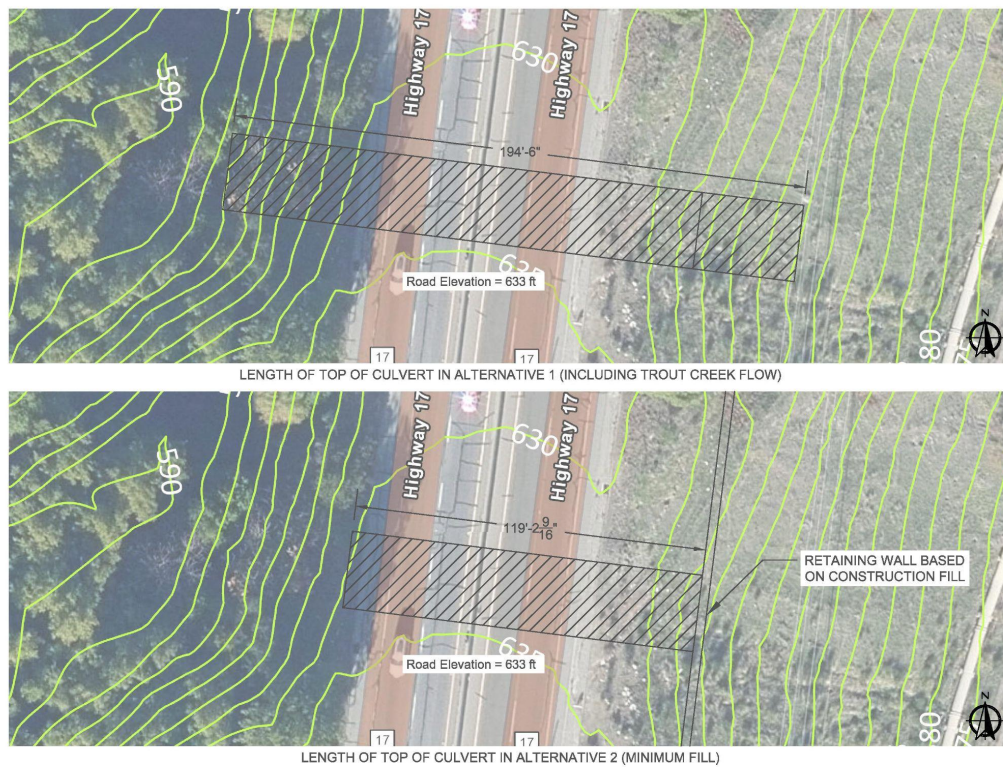 590
Highway 17
Highway 17
630
194'-6"
Road Elevation = 633 ft
17
17
80
N
LENGTH OF TOP OF CULVERT IN ALTERNATIVE 1 (INCLUDING TROUT CREEK FLOW)
590
Highway 17
Highway 17
630
119'-2 9/16"
RETAINING WALL BASED
ON CONSTRUCTION FILL
Road Elevation = 633 ft
17
17
80
N
LENGTH OF TOP OF CULVERT IN ALTERNATIVE 2 (MINIMUM FILL)